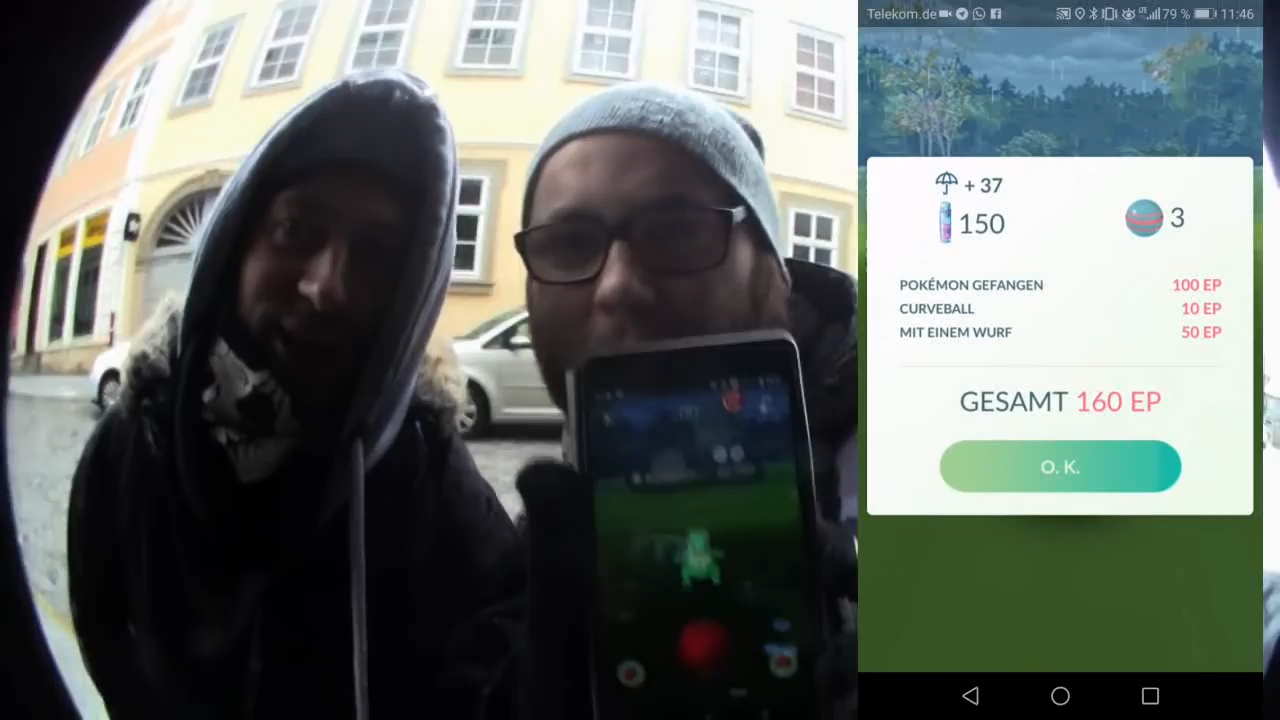 Telekom.de 79 % 11:46
+ 37
150 3
POKÉMON GEFANGEN 100 EP
CURVEBALL 10 EP
MIT EINEM WURF 50 EP
GESAMT 160 EP
O. K.